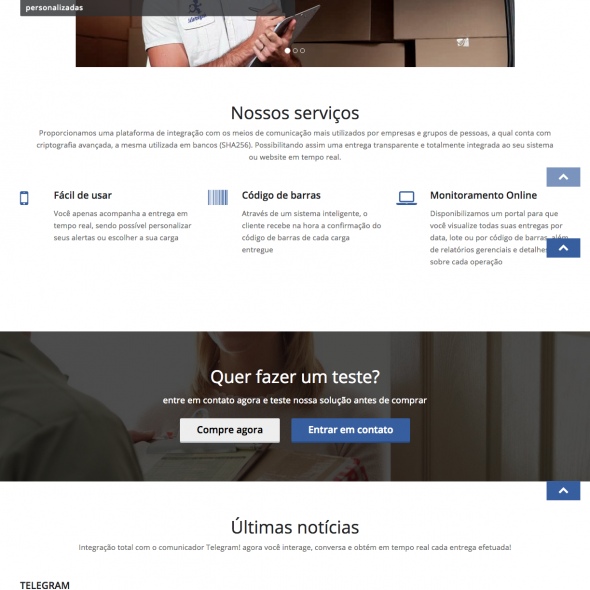 personalizadas
Nossos serviços
Proporcionamos uma plataforma de integração com os meios de comunicação mais utilizados por empresas e grupos de pessoas, a qual conta com
criptografia avançada, a mesma utilizada em bancos (SHA256). Possibilitando assim uma entrega transparente e totalmente integrada ao seu sistema
ou website em tempo real.
Fácil de usar
Você apenas acompanha a entrega em
tempo real, sendo possível personalizar
seus alertas ou escolher a sua carga
Código de barras
Através de um sistema inteligente, o
cliente recebe na hora a confirmação do
código de barras de cada carga
entregue
Monitoramento Online
Disponibilizamos um portal para que
você visualize todas suas entregas por
data, lote ou por código de barras, além
de relatórios gerenciais e detalhes
sobre cada operação
Quer fazer um teste?
entre em contato agora e teste nossa solução antes de comprar
Compre agora
Entrar em contato
Últimas notícias
Integração total com o comunicador Telegram! agora você interage, conversa e obtém em tempo real cada entrega efetuada!
TELEGRAM